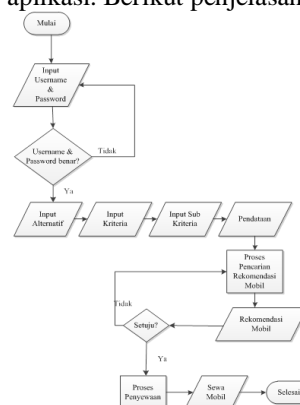 aplikasi. Berikut penjelasan
Mulai
Input
Username
&
Password
Username &
Password benar?
Tidak
Ya
Input
Alternatif
Input
Kriteria
Input Sub
Kriteria
Pendataan
Proses
Pencarian
Rekomendasi
Mobil
Tidak
Setuju?
Rekomendasi
Mobil
Ya
Proses
Penyewaan
Sewa
Mobil
Selesai